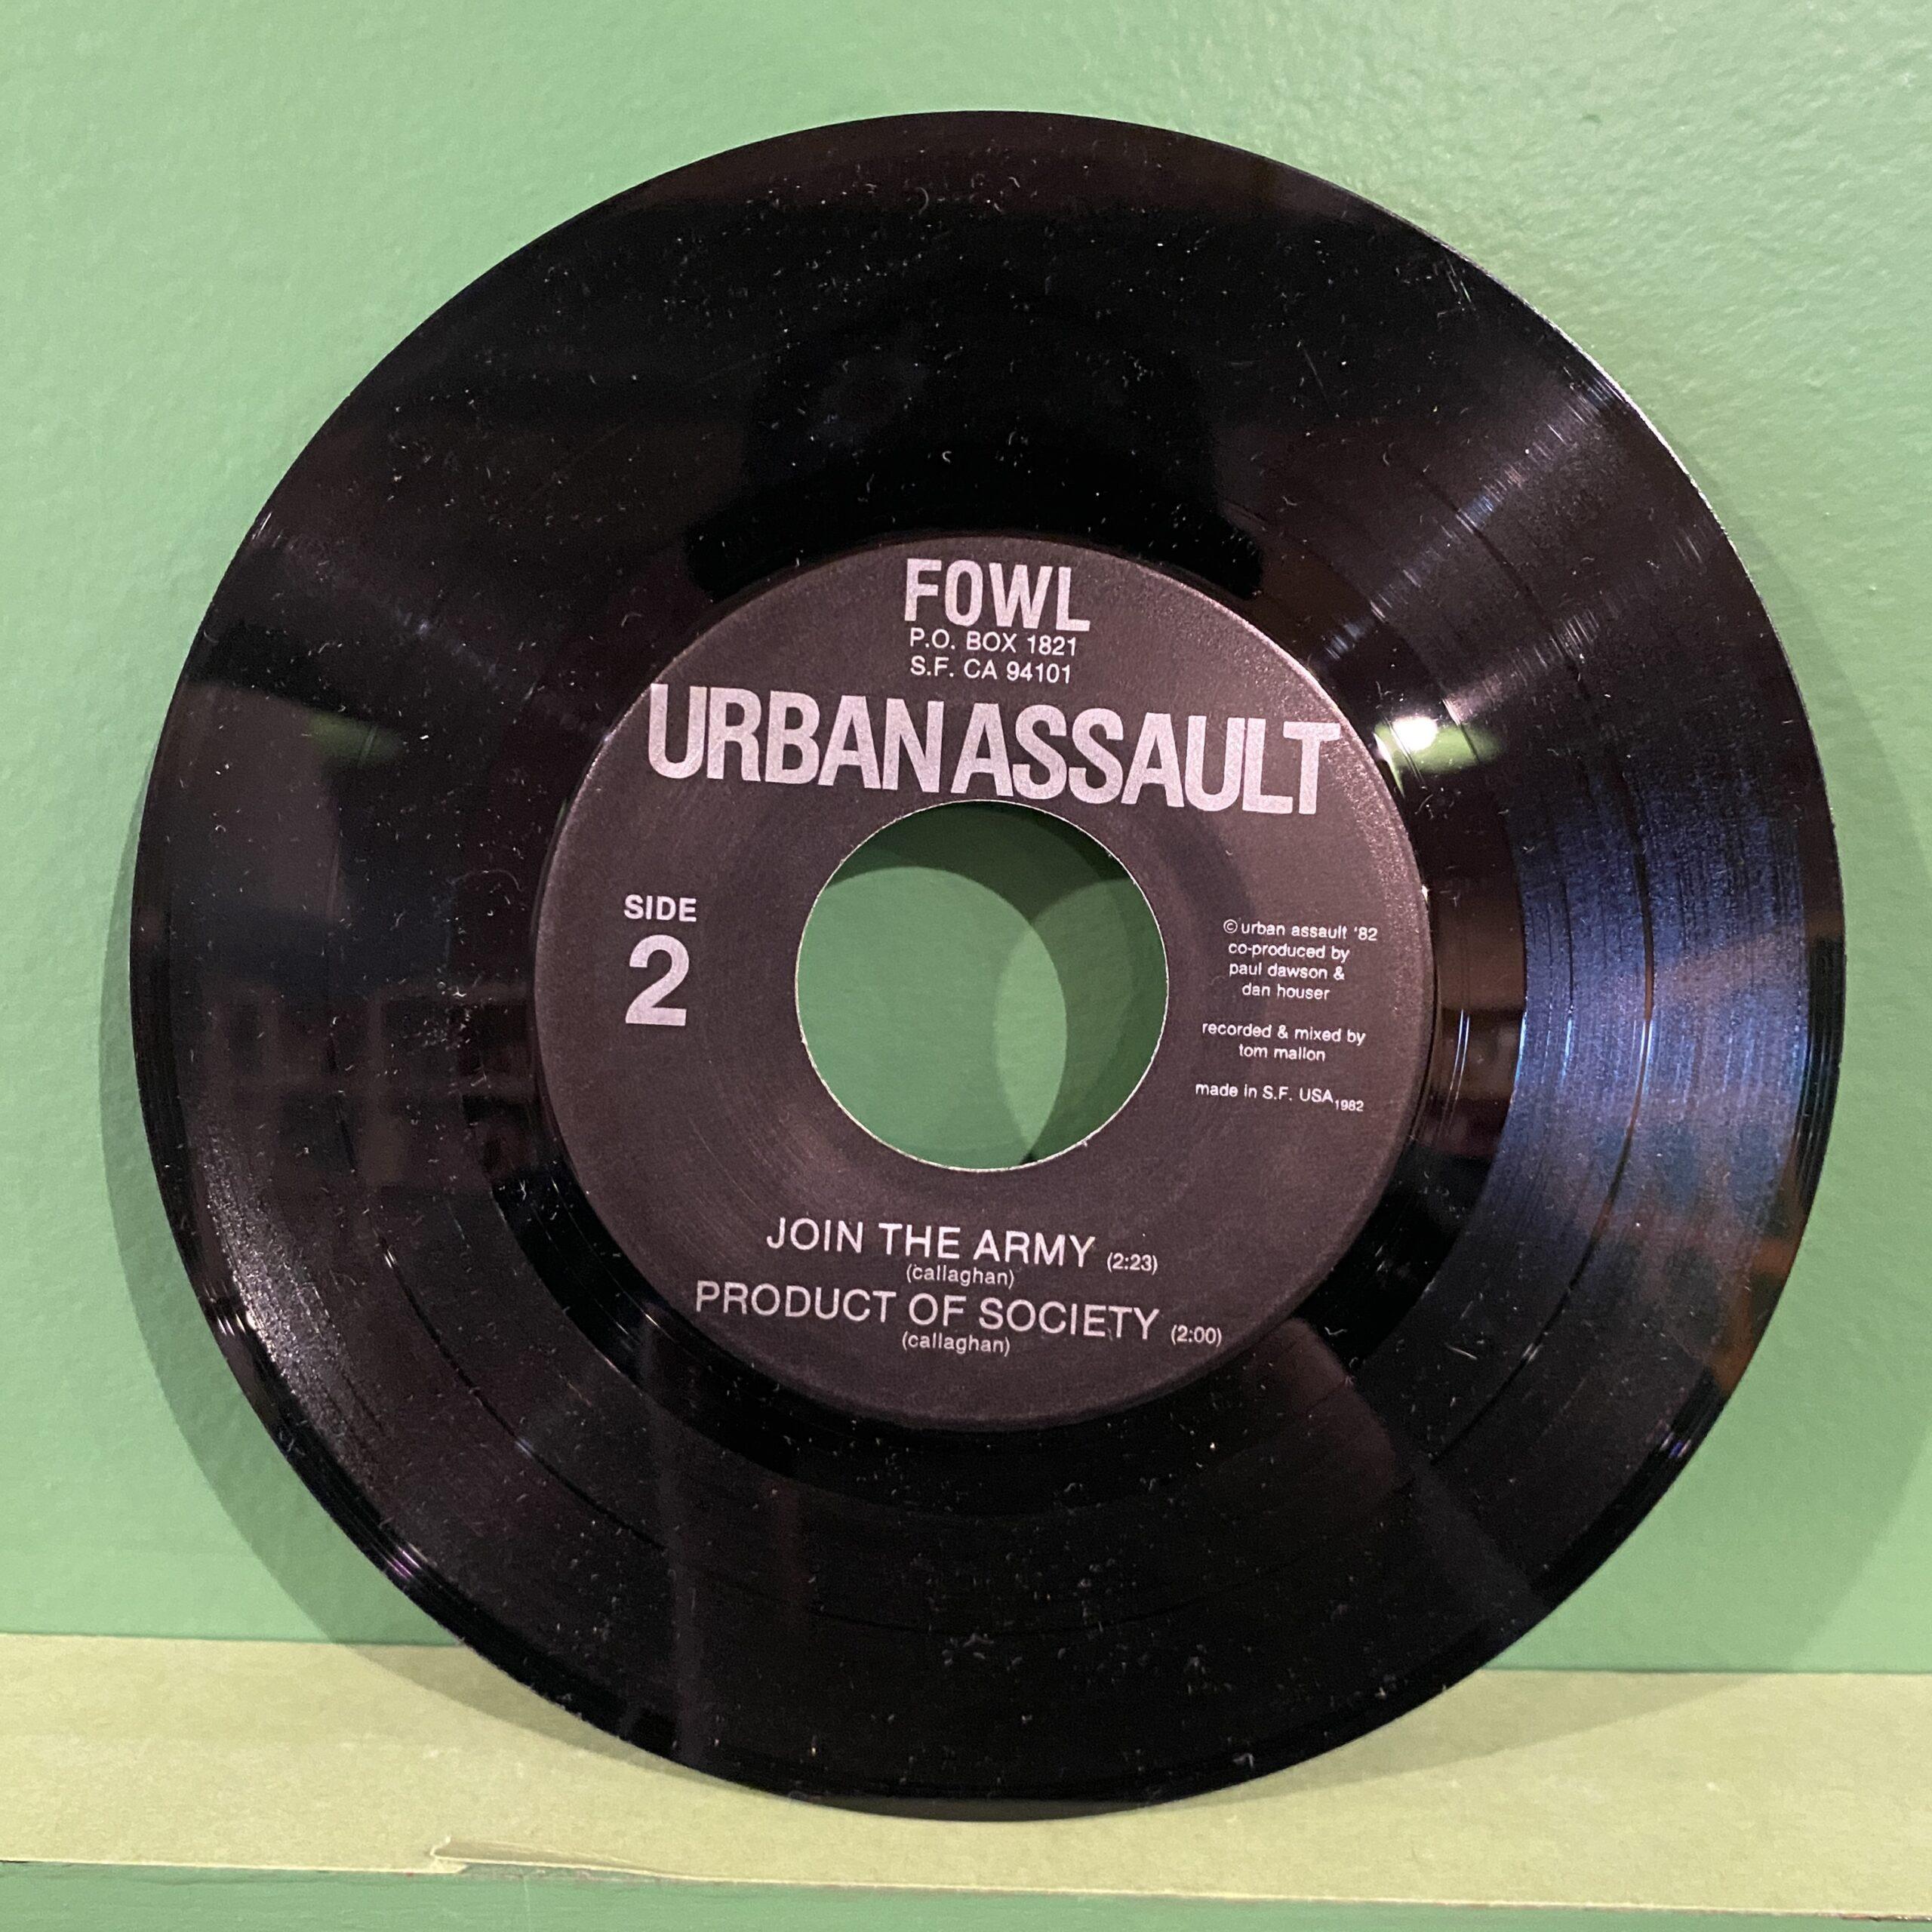 FOWL
P.O. BOX 1821
S.F. CA 94101
URBAN ASSAULT
SIDE
2
© urban assault '82
co-produced by
paul dawson &
dan houser
recorded & mixed by
tom mallon
made in S.F. USA 1982
JOIN THE ARMY (2:23)
(callaghan)
PRODUCT OF SOCIETY (2:00)
(callaghan)